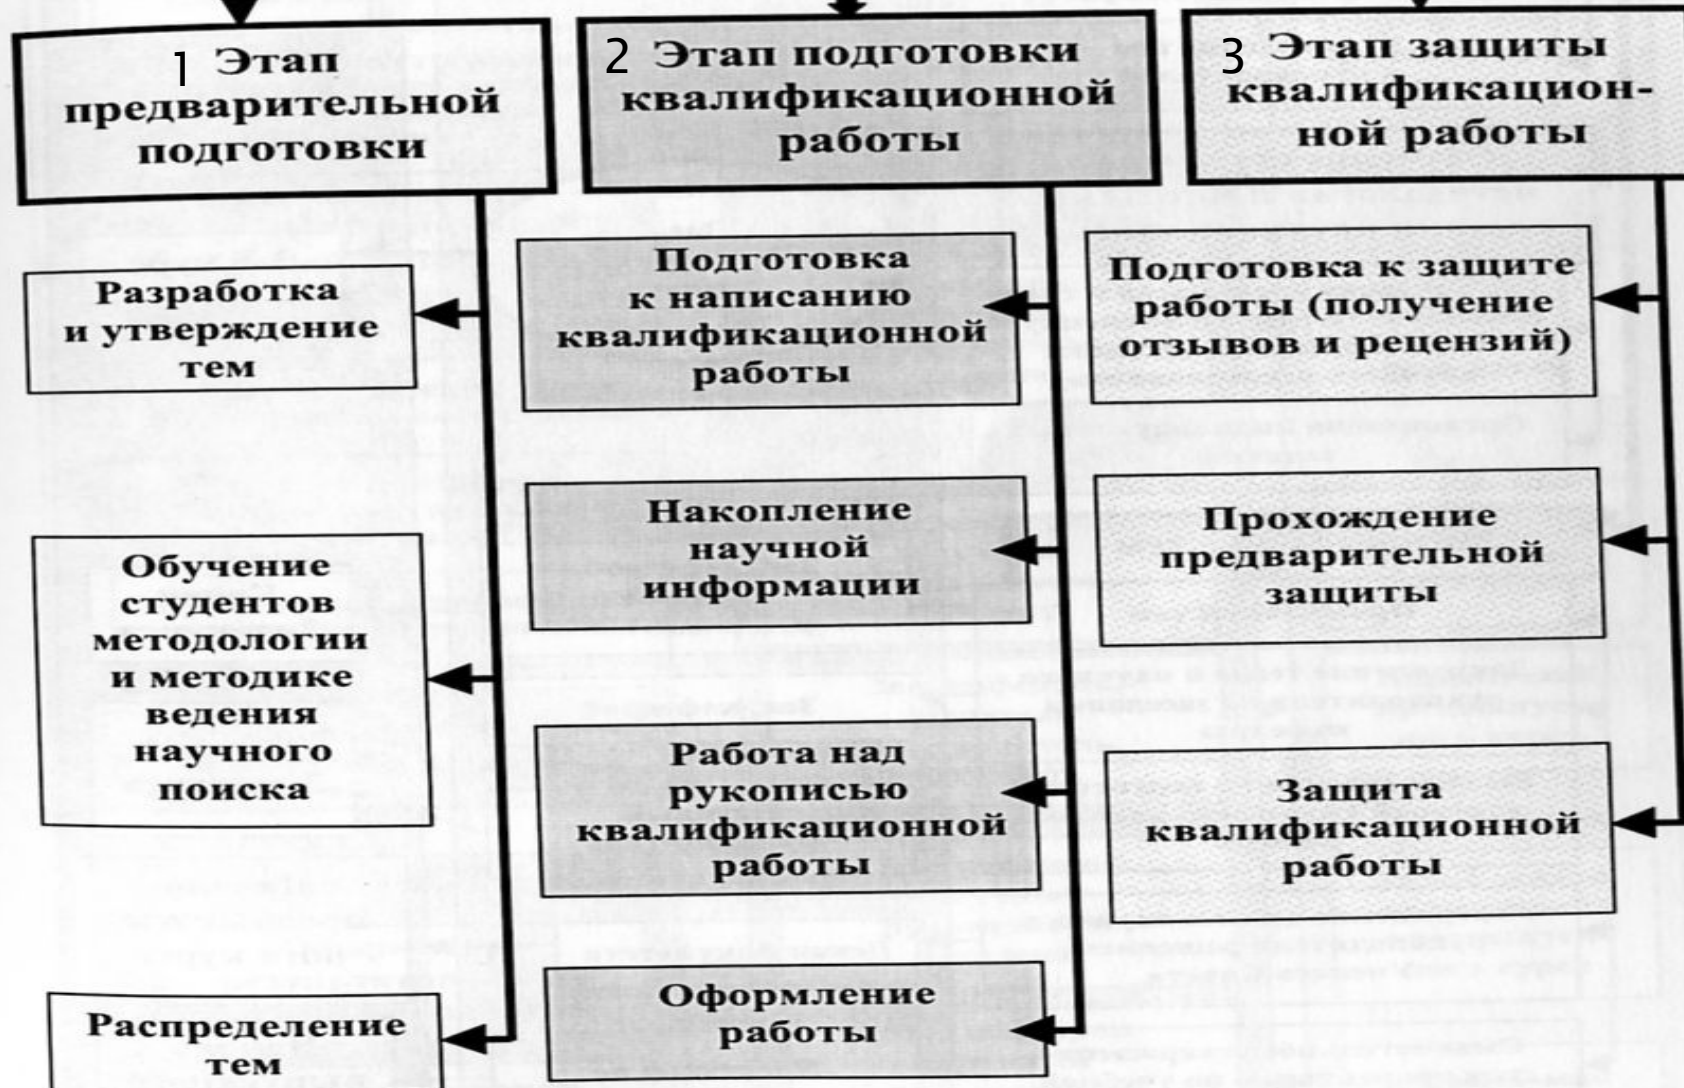 1 Этап
предварительной
подготовки
Разработка
и утверждение
тем
Обучение
студентов
методологии
и методике
ведения
научного
поиска
Распределение
тем
2 Этап подготовки
квалификационной
работы
Подготовка
к написанию
квалификационной
работы
Накопление
научной
информации
Работа над
рукописью
квалификационной
работы
Оформление
работы
3 Этап защиты
квалификацион-
ной работы
Подготовка к защите
работы (получение
отзывов и рецензий)
Прохождение
предварительной
защиты
Защита
квалификационной
работы